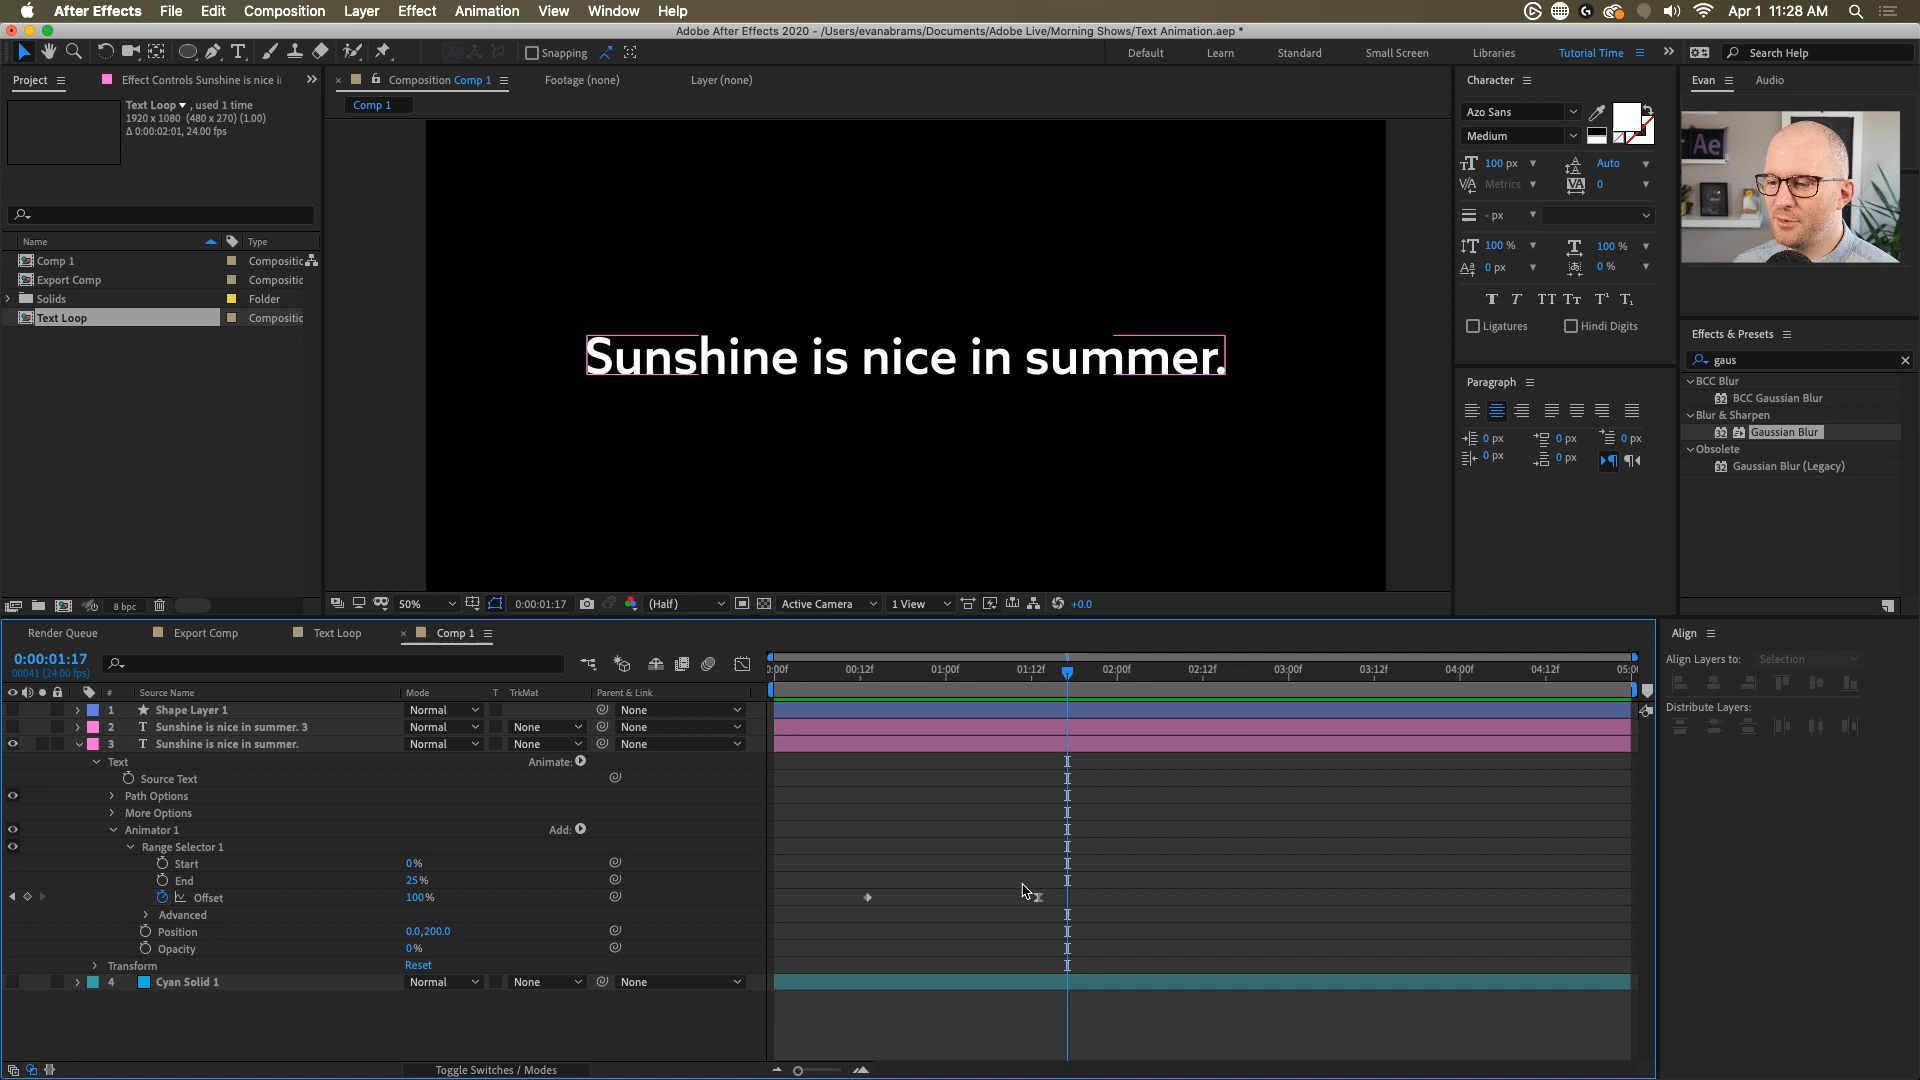 After Effects File Edit Composition Layer Effect Animation View Window Help Apr 1 11:28 AM
Adobe After Effects 2020 - /Users/evanabrams/Documents/Adobe Live/Morning Shows/Text Animation.aep *
Snapping Default Learn Standard Small Screen Libraries Tutorial Time Search Help
Project Effect Controls Sunshine is nice i Composition Comp 1 Footage (none) Layer (none) Character Evan Audio
Text Loop , used 1 time
1920 x 1080 (480 x 270) (1.00)
Δ 0:00:02:01, 24.00 fps
Comp 1
Azo Sans
Medium
100 px Auto
Metrics 0
- px
100 % 100 %
0 px 0 %
Ligatures Hindi Digits
Ae
Name Type
Comp 1 Compositic
Export Comp Compositic
Solids Folder
Text Loop Compositic
Sunshine is nice in summer.
Paragraph
0 px 0 px 0 px
0 px 0 px
Effects & Presets
gaus
BCC Blur
32 BCC Gaussian Blur
Blur & Sharpen
32 Gaussian Blur
Obsolete
32 Gaussian Blur (Legacy)
8 bpc 50% 0:00:01:17 (Half) Active Camera 1 View +0.0
Render Queue Export Comp Text Loop Comp 1
0:00:01:17
00041 (24.00 fps)
0:00f 00:12f 01:00f 01:12f 02:00f 02:12f 03:00f 03:12f 04:00f 04:12f 05:00
# Source Name Mode T TrkMat Parent & Link
1 Shape Layer 1 Normal None
2 T Sunshine is nice in summer. 3 Normal None None
3 T Sunshine is nice in summer. Normal None None
Text Animate:
Source Text
Path Options
More Options
Animator 1 Add:
Range Selector 1
Start 0%
End 25%
Offset 100%
Advanced
Position 0.0,200.0
Opacity 0%
Transform Reset
4 Cyan Solid 1 Normal None None
Toggle Switches / Modes
Align
Align Layers to: Selection
Distribute Layers: